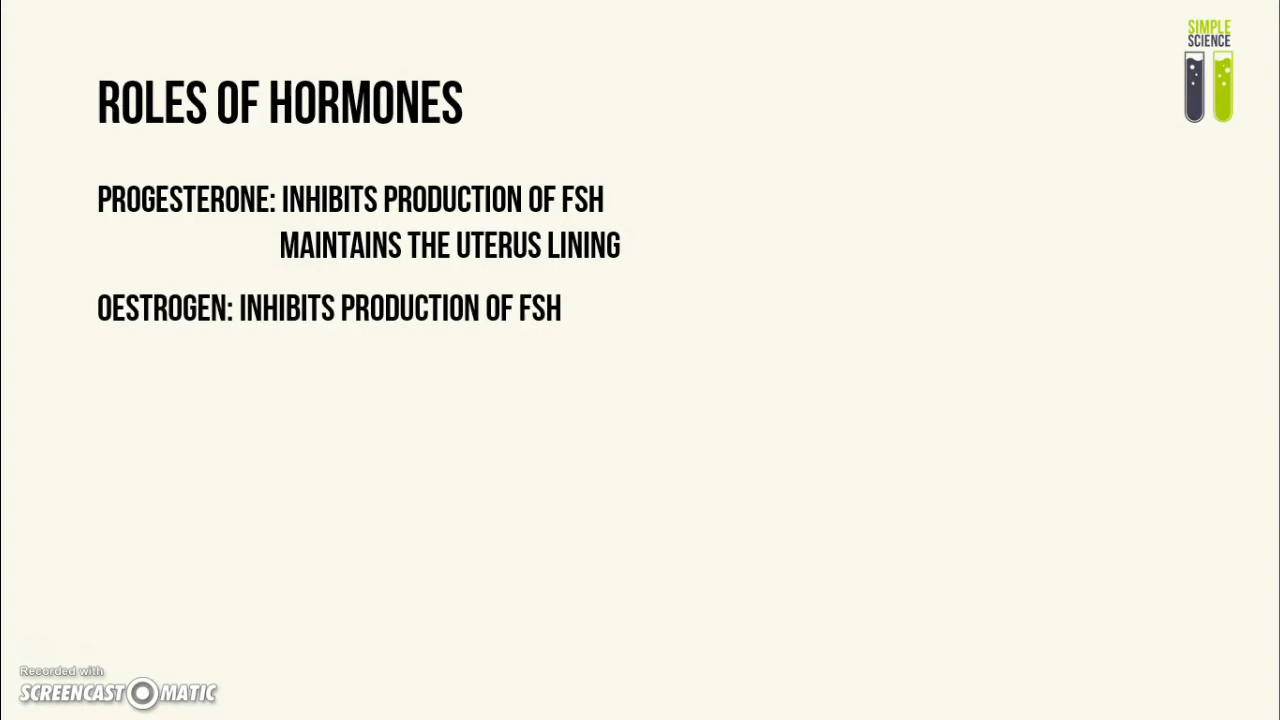 SIMPLE
SCIENCE
ROLES OF HORMONES
PROGESTERONE: INHIBITS PRODUCTION OF FSH
MAINTAINS THE UTERUS LINING
OESTROGEN: INHIBITS PRODUCTION OF FSH
Recorded with
SCREENCAST MATIC